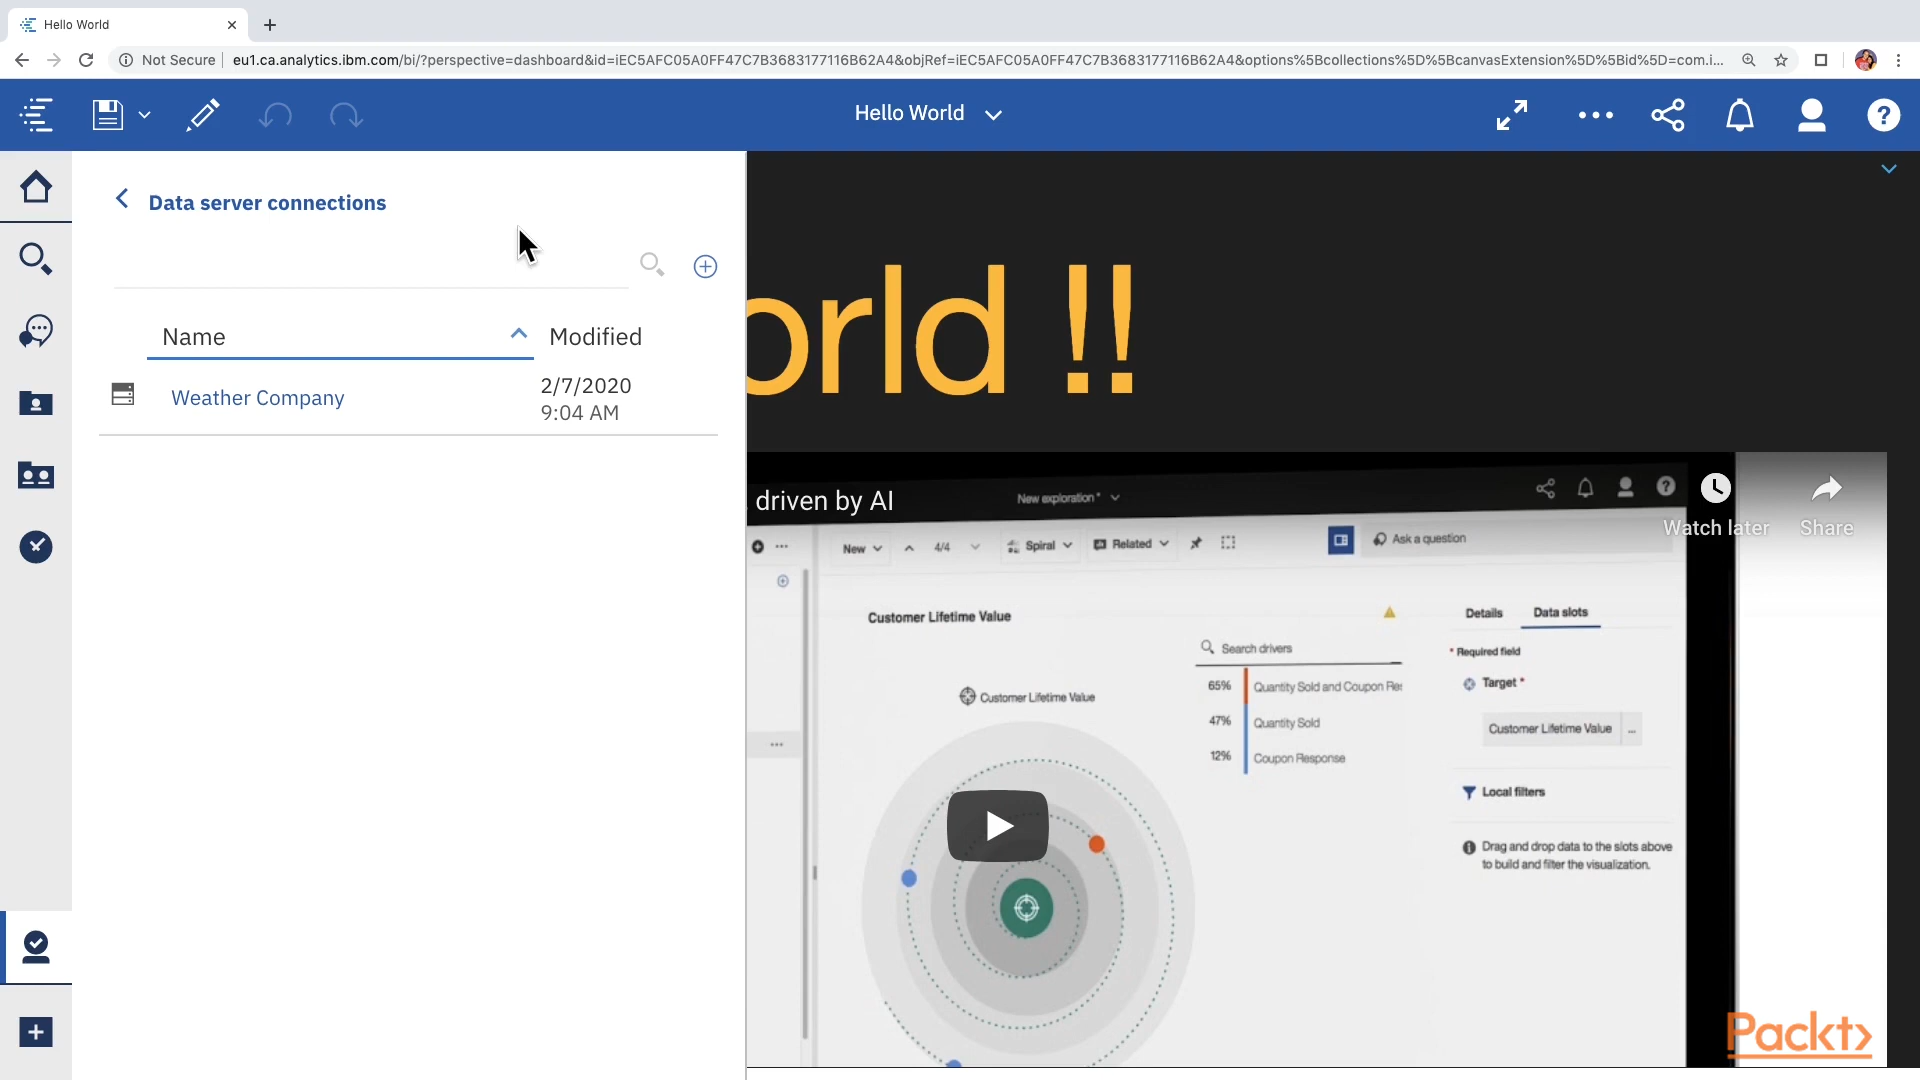 Hello World
Not Secure
eu1.ca.analytics.ibm.com/bi/?perspective=dashboard&id=iEC5AFC05A0FF47C7B3683177116B62A4&objRef=iEC5AFC05A0FF47C7B3683177116B62A4&options%5Bcollections%5D%5BcanvasExtension%5D%5Bid%5D=com.i...
Hello World
Data server connections
Name
Modified
Weather Company
2/7/2020
9:04 AM
orld !!
driven by AI
New exploration*
Watch later
Share
New
4/4
Spiral
Related
Ask a question
Customer Lifetime Value
Details
Data slots
Search drivers
* Required field
65%
Quantity Sold and Coupon Res
Target *
Customer Lifetime Value
47%
Quantity Sold
Customer Lifetime Value
...
12%
Coupon Response
Local filters
Drag and drop data to the slots above
to build and filter the visualization.
Packt>